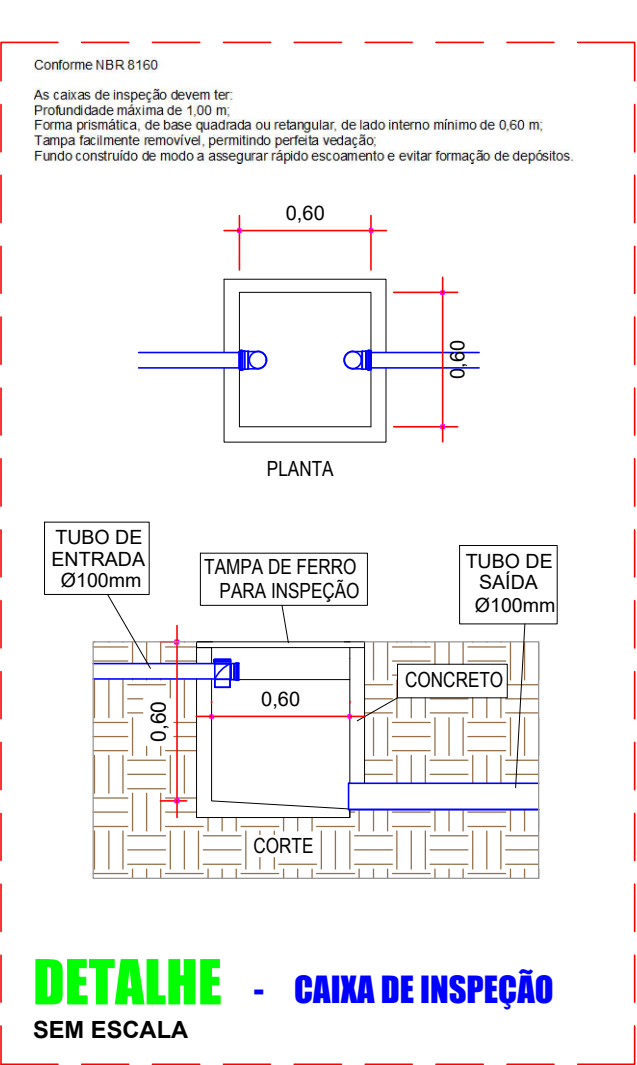 Conforme NBR 8160
As caixas de inspeção devem ter:
Profundidade máxima de 1,00 m;
Forma prismática, de base quadrada ou retangular, de lado interno mínimo de 0,60 m;
Tampa facilmente removível, permitindo perfeita vedação;
Fundo construído de modo a assegurar rápido escoamento e evitar formação de depósitos.
0,60
0,60
PLANTA
TUBO DE
ENTRADA
Ø100mm
TAMPA DE FERRO
PARA INSPEÇÃO
TUBO DE
SAÍDA
Ø100mm
CONCRETO
0,60
0,60
CORTE
DETALHE - CAIXA DE INSPEÇÃO
SEM ESCALA